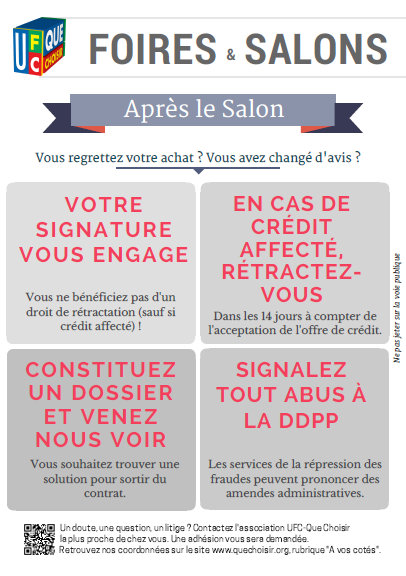 UFC QUE CHOISIR
FOIRES & SALONS
Après le Salon
Vous regrettez votre achat ? Vous avez changé d'avis ?
VOTRE
SIGNATURE
VOUS ENGAGE
Vous ne bénéficiez pas d'un
droit de rétractation (sauf si
crédit affecté) !
EN CAS DE
CRÉDIT
AFFECTÉ,
RÉTRACTEZ-
VOUS
Dans les 14 jours à compter de
l'acceptation de l'offre de crédit.
CONSTITUEZ
UN DOSSIER
ET VENEZ
NOUS VOIR
Vous souhaitez trouver une
solution pour sortir du
contrat.
SIGNALEZ
TOUT ABUS À
LA DDPP
Les services de la répression des
fraudes peuvent prononcer des
amendes administratives.
Ne pas jeter sur la voie publique
Un doute, une question, un litige ? Contactez l'association UFC-Que Choisir
la plus proche de chez vous. Une adhésion vous sera demandée.
Retrouvez nos coordonnées sur le site www.quechoisir.org, rubrique "A vos cotés".